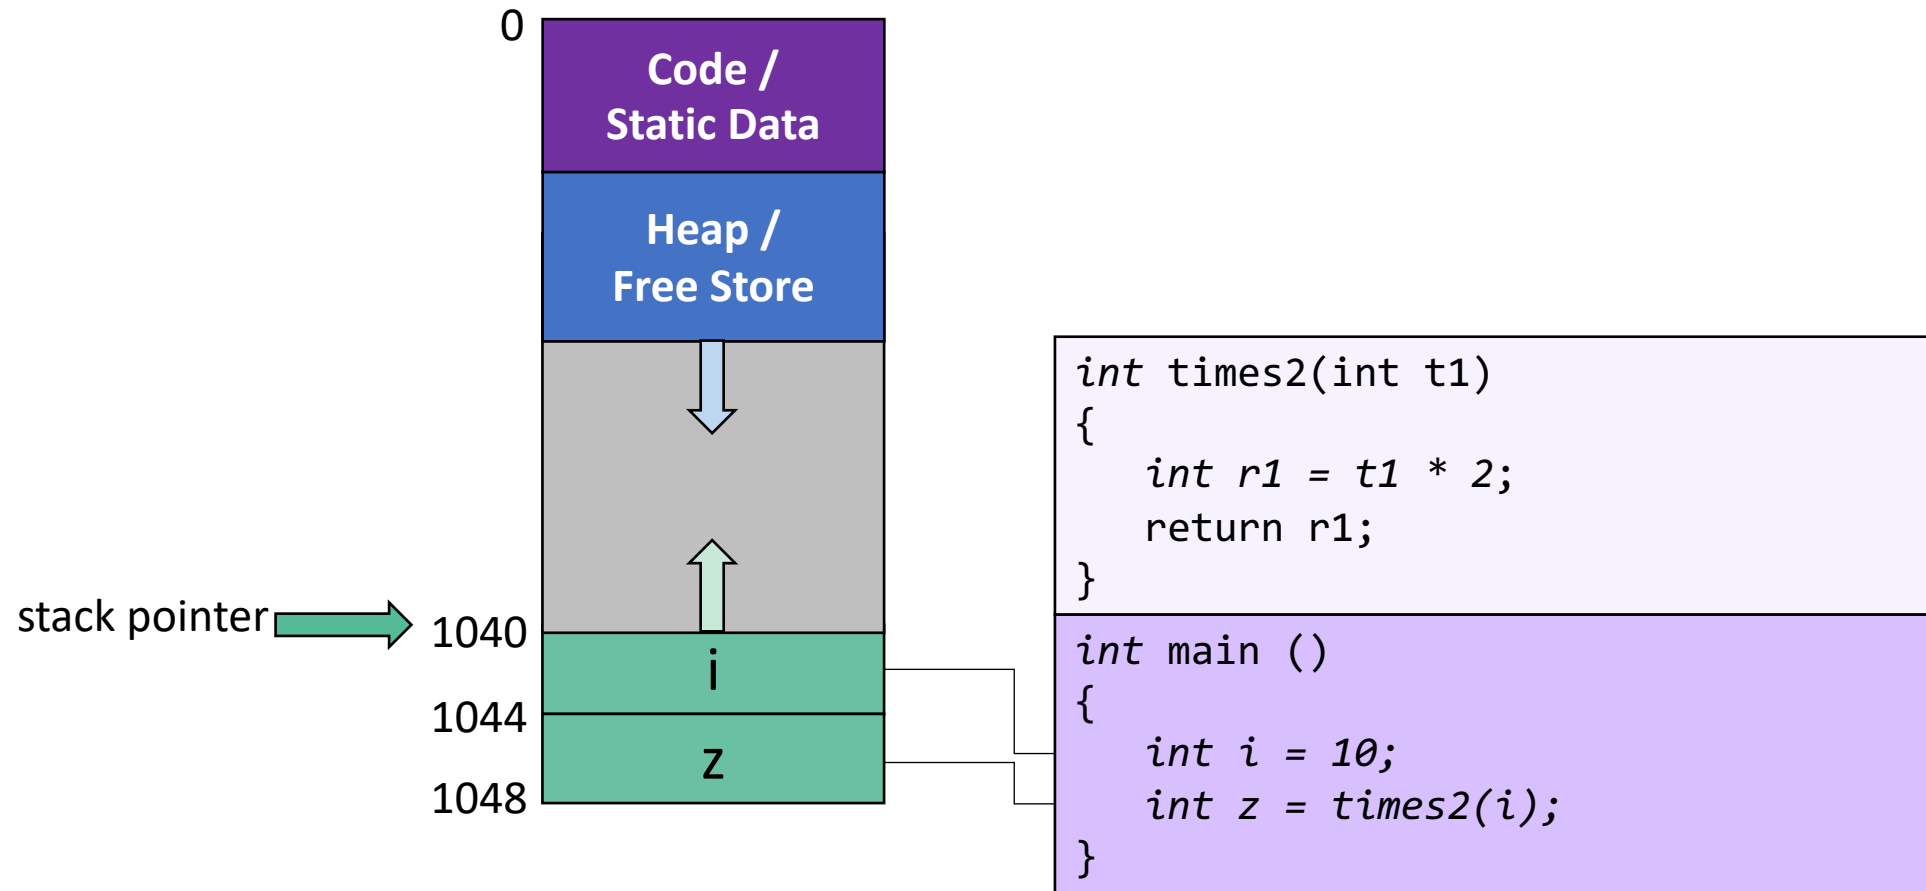 0
Code /
Static Data
Heap /
Free Store
stack pointer
1040
i
1044
z
1048
int times2(int t1)
{
int r1 = t1 * 2;
return r1;
}
int main ()
{
int i = 10;
int z = times2(i);
}